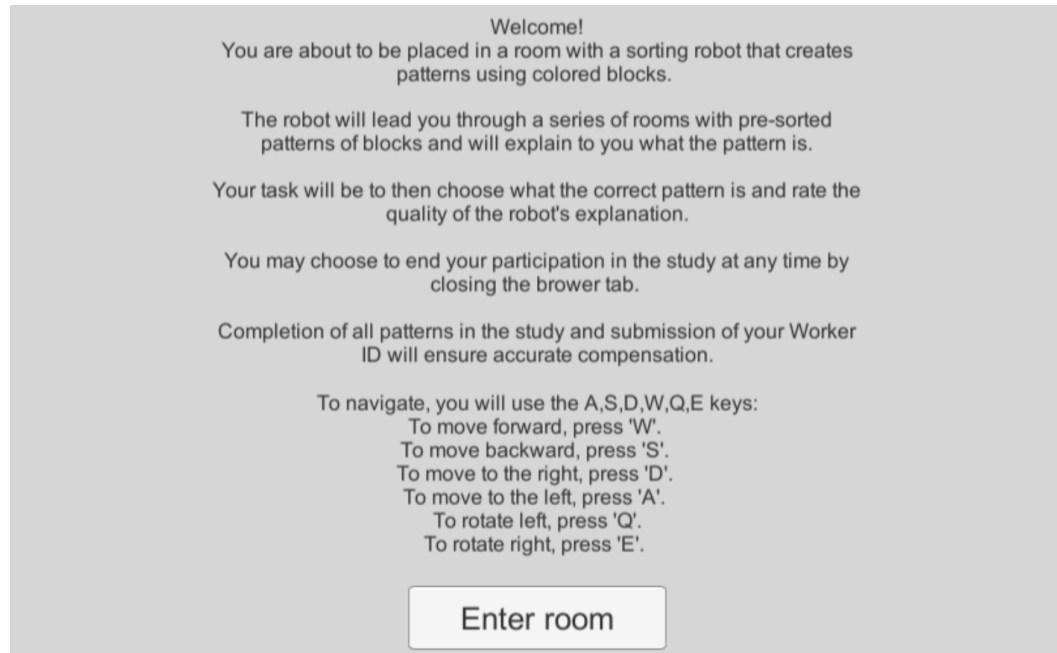 Welcome!
You are about to be placed in a room with a sorting robot that creates
patterns using colored blocks.
The robot will lead you through a series of rooms with pre-sorted
patterns of blocks and will explain to you what the pattern is.
Your task will be to then choose what the correct pattern is and rate the
quality of the robot's explanation.
You may choose to end your participation in the study at any time by
closing the brower tab.
Completion of all patterns in the study and submission of your Worker
ID will ensure accurate compensation.
To navigate, you will use the A,S,D,W,Q,E keys:
To move forward, press 'W'.
To move backward, press 'S'.
To move to the right, press 'D'.
To move to the left, press 'A'.
To rotate left, press 'Q'.
To rotate right, press 'E'.
Enter room